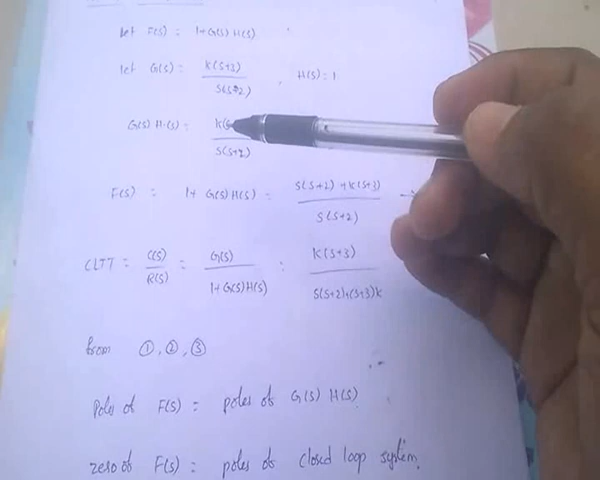 let F(s) = 1+G(s) H(s)
let G(s) = K(s+3) / s(s+2) , H(s)=1
G(s) H(s) = K(s / s(s+2)
F(s) = 1+ G(s)H(s) = s(s+2)+K(s+3) / s(s+2) →
CLTF = C(s) / R(s) = G(s) / 1+G(s)H(s) = K(s+3) / s(s+2)+(s+3)K
from ①, ②, ③
Poles of F(s) = poles of G(s) H(s)
zero of F(s) = poles of closed loop system.